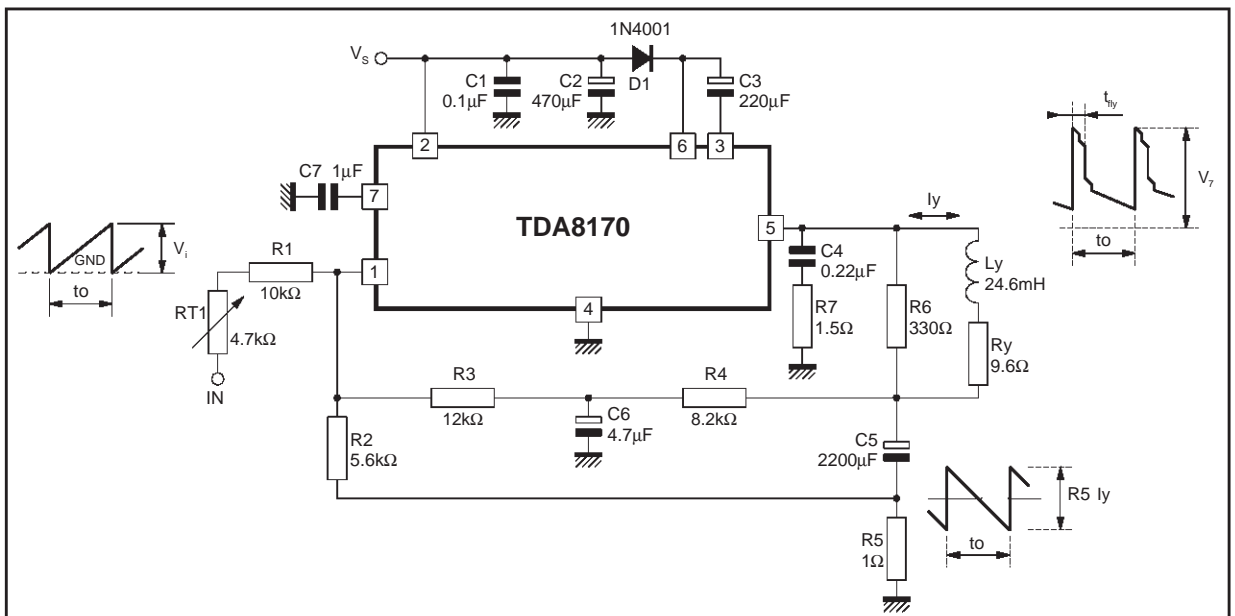 1N4001
VS
C1
0.1µF
C2
470µF
D1
C3
220µF
tfly
V7
2
6
3
C7
1µF
7
TDA8170
5
Iy
to
Vi
GND
to
R1
10kΩ
1
RT1
4.7kΩ
IN
4
C4
0.22µF
R7
1.5Ω
R6
330Ω
Ly
24.6mH
Ry
9.6Ω
R3
12kΩ
R4
8.2kΩ
C6
4.7µF
R2
5.6kΩ
C5
2200µF
R5 Iy
to
R5
1Ω